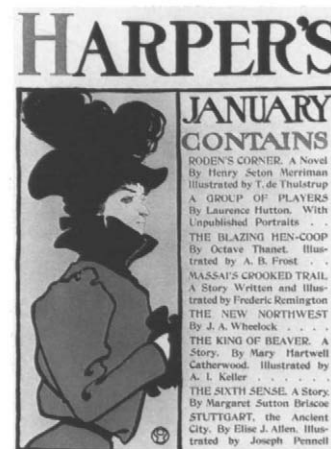 HARPER'S
JANUARY
CONTAINS
RODEN'S CORNER. A Novel
By Henry Seton Merriman
Illustrated by T. de Thulstrup
A GROUP OF PLAYERS
By Laurence Hutton. With
Unpublished Portraits . .
THE BLAZING HEN-COOP
By Octave Thanet. Illus-
trated by A. B. Frost .
MASSAI'S CROOKED TRAIL
A Story Written and Illus-
trated by Frederic Remington
THE NEW NORTHWEST
By J. A. Wheelock . . . .
THE KING OF BEAVER. A
Story. By Mary Hartwell
Catherwood. Illustrated by
A. I. Keller . . . . . .
THE SIXTH SENSE. A Story.
By Margaret Sutton Briscoe
STUTTGART, the Ancient
City. By Elise J. Allen. Illus-
trated by Joseph Pennell